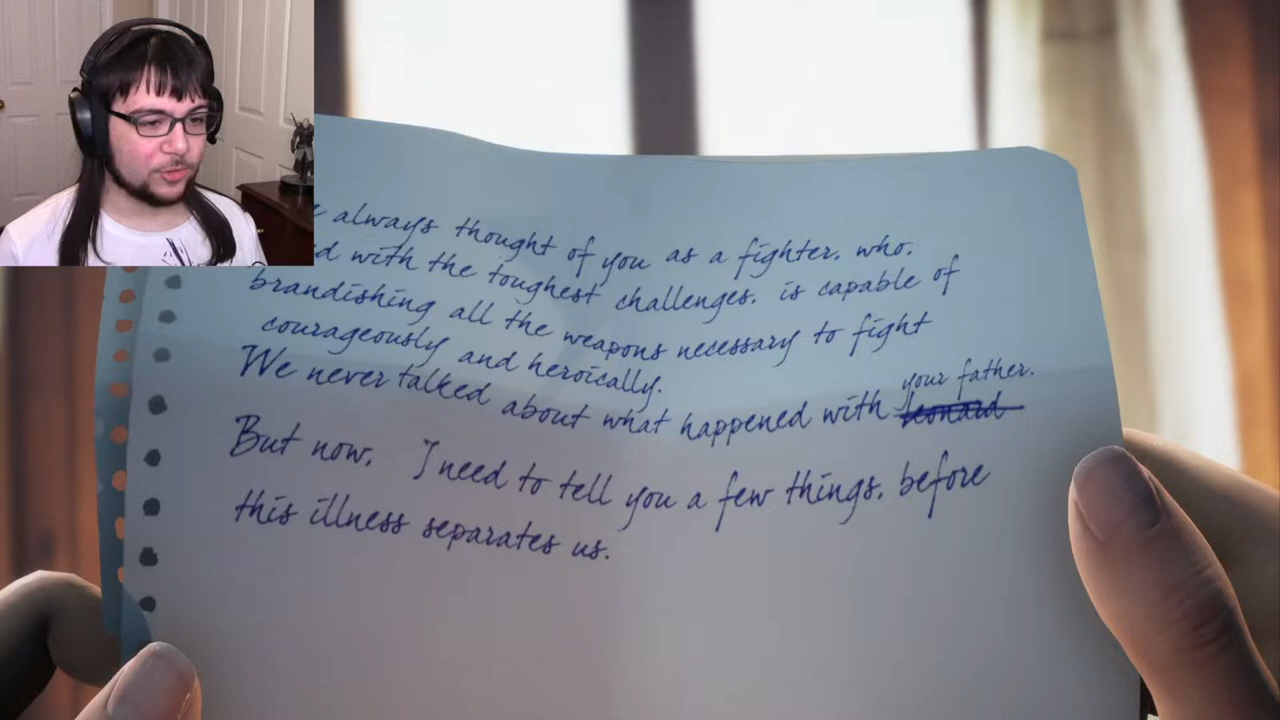 always thought of you as a fighter. who.
with the toughest challenges. is capable of
brandishing all the weapons necessary to fight
courageously and heroically.
We never talked about what happened with leonard your father.
But now. I need to tell you a few things. before
this illness separates us.